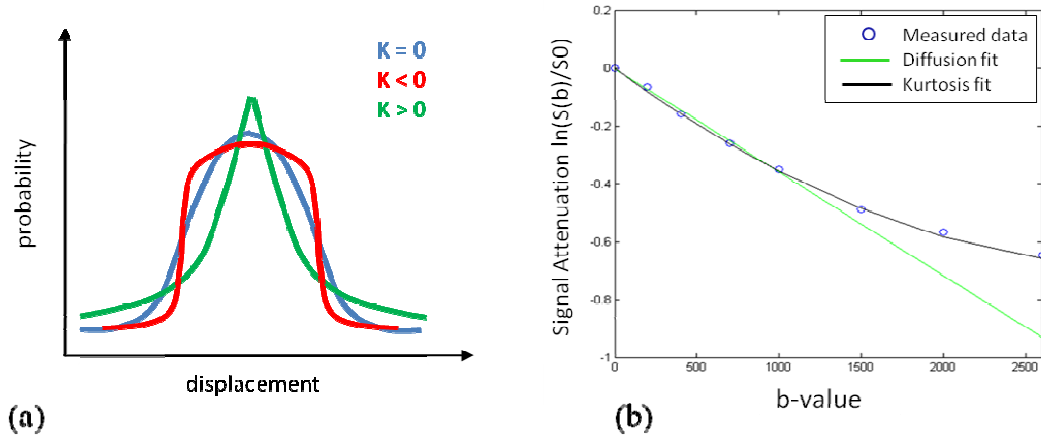 K = 0
K < 0
K > 0
probability
displacement
(a)
Measured data
Diffusion fit
Kurtosis fit
Signal Attenuation ln(S(b)/S0)
0.2
0
-0.2
-0.4
-0.6
-0.8
-1
0 500 1000 1500 2000 2500
b-value
(b)